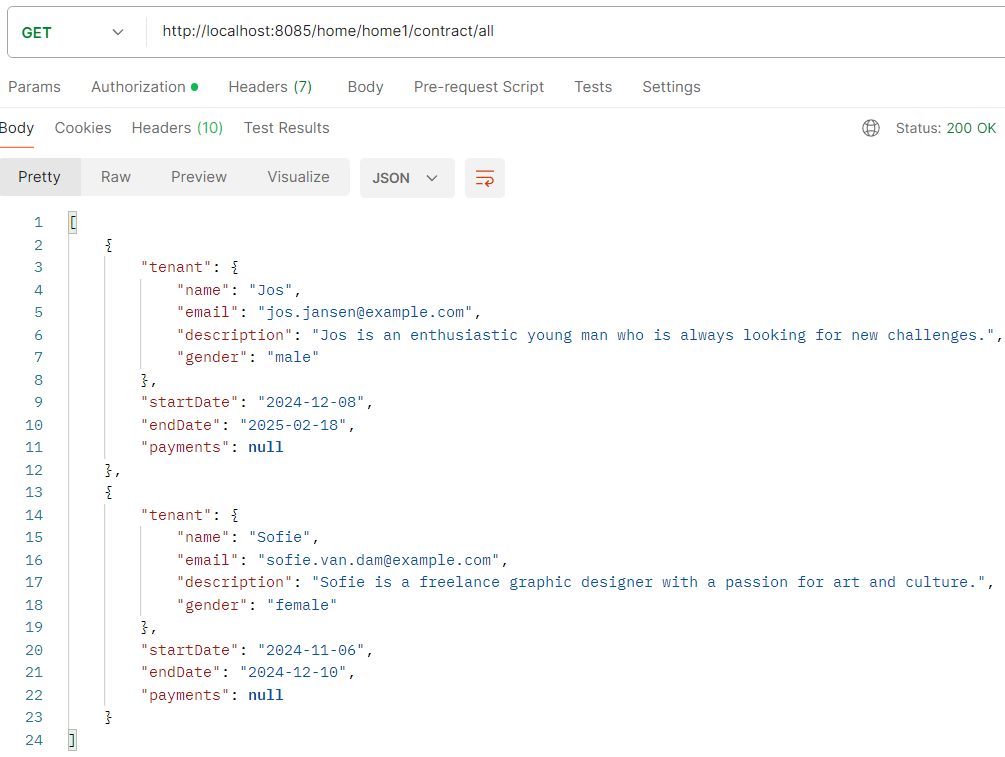 GET http://localhost:8085/home/home1/contract/all
Params Authorization Headers (7) Body Pre-request Script Tests Settings
Body Cookies Headers (10) Test Results Status: 200 OK
Pretty Raw Preview Visualize JSON
1 [
2 {
3 "tenant": {
4 "name": "Jos",
5 "email": "jos.jansen@example.com",
6 "description": "Jos is an enthusiastic young man who is always looking for new challenges.",
7 "gender": "male"
8 },
9 "startDate": "2024-12-08",
10 "endDate": "2025-02-18",
11 "payments": null
12 },
13 {
14 "tenant": {
15 "name": "Sofie",
16 "email": "sofie.van.dam@example.com",
17 "description": "Sofie is a freelance graphic designer with a passion for art and culture.",
18 "gender": "female"
19 },
20 "startDate": "2024-11-06",
21 "endDate": "2024-12-10",
22 "payments": null
23 }
24 ]